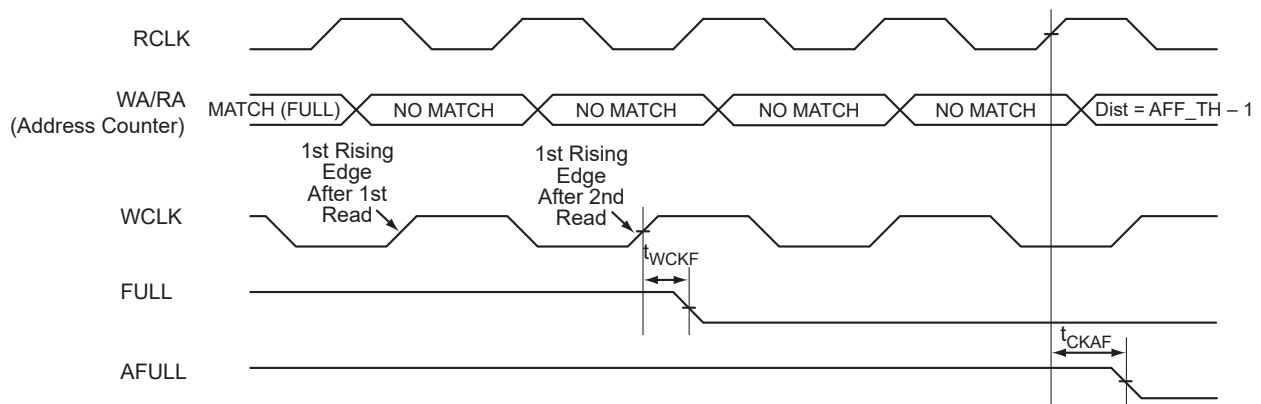 RCLK
WA/RA
(Address Counter)
MATCH (FULL)
NO MATCH
NO MATCH
NO MATCH
NO MATCH
Dist = AFF_TH – 1
1st Rising
Edge
After 1st
Read
1st Rising
Edge
After 2nd
Read
WCLK
tWCKF
FULL
tCKAF
AFULL